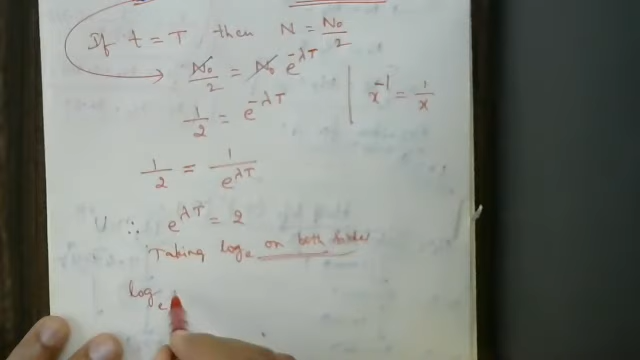 If t = T then N = N₀/2
N₀/2 = N₀ e^-λT
1/2 = e^-λT
x^-1 = 1/x
1/2 = 1/e^λT
∴ e^λT = 2
Taking logₑ on both sides
logₑ